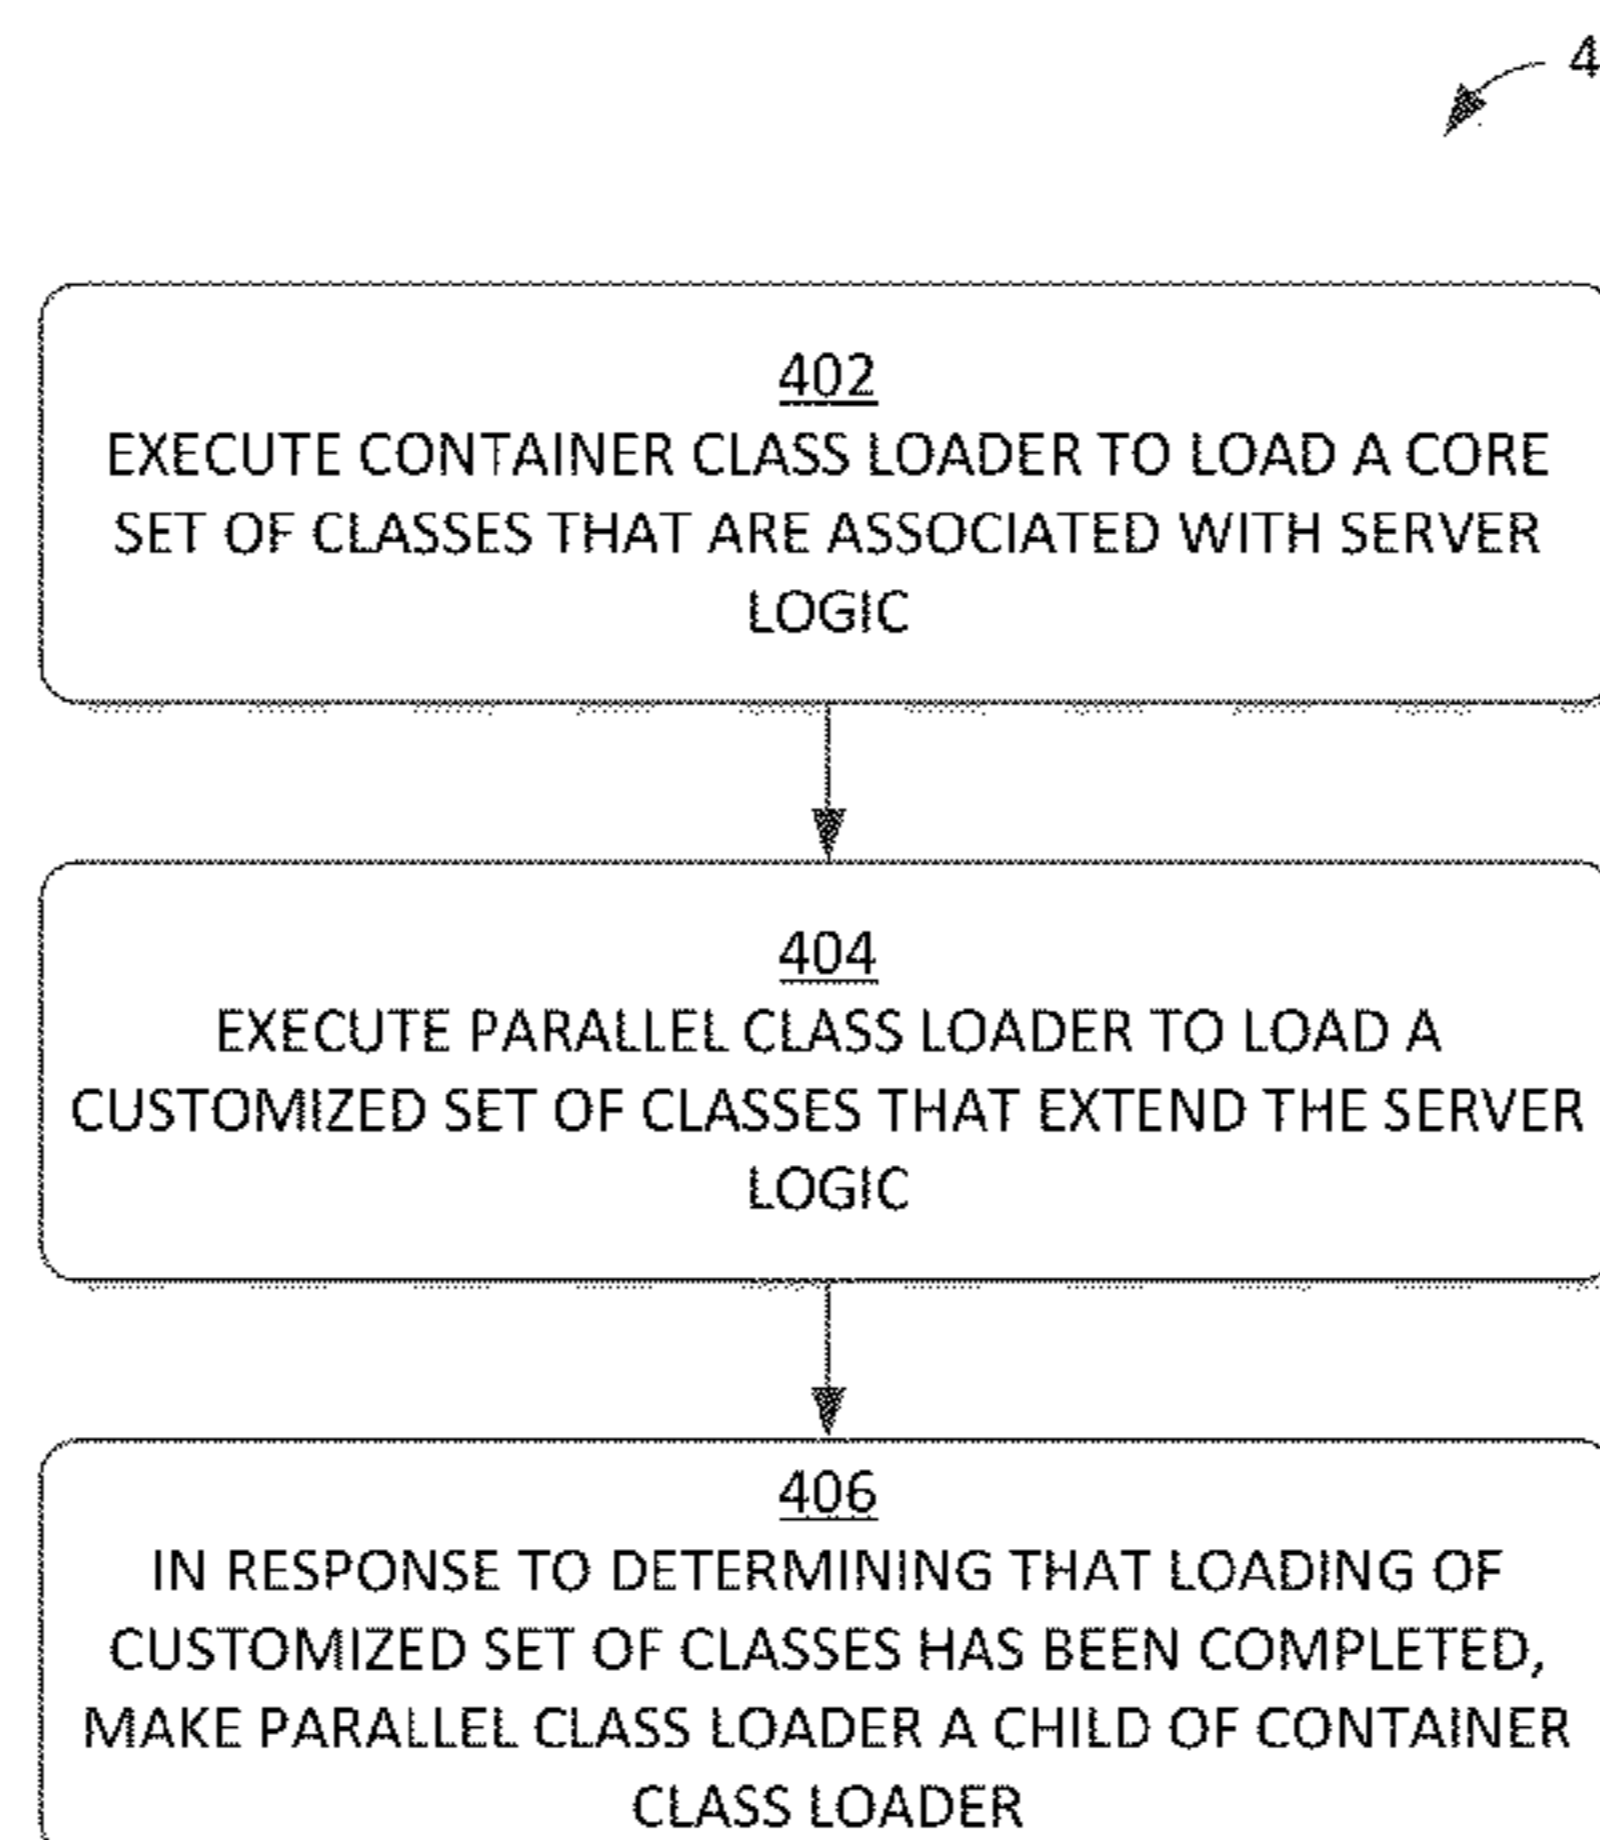 4
402
EXECUTE CONTAINER CLASS LOADER TO LOAD A CORE
SET OF CLASSES THAT ARE ASSOCIATED WITH SERVER
LOGIC
404
EXECUTE PARALLEL CLASS LOADER TO LOAD A
CUSTOMIZED SET OF CLASSES THAT EXTEND THE SERVER
LOGIC
406
IN RESPONSE TO DETERMINING THAT LOADING OF
CUSTOMIZED SET OF CLASSES HAS BEEN COMPLETED,
MAKE PARALLEL CLASS LOADER A CHILD OF CONTAINER
CLASS LOADER